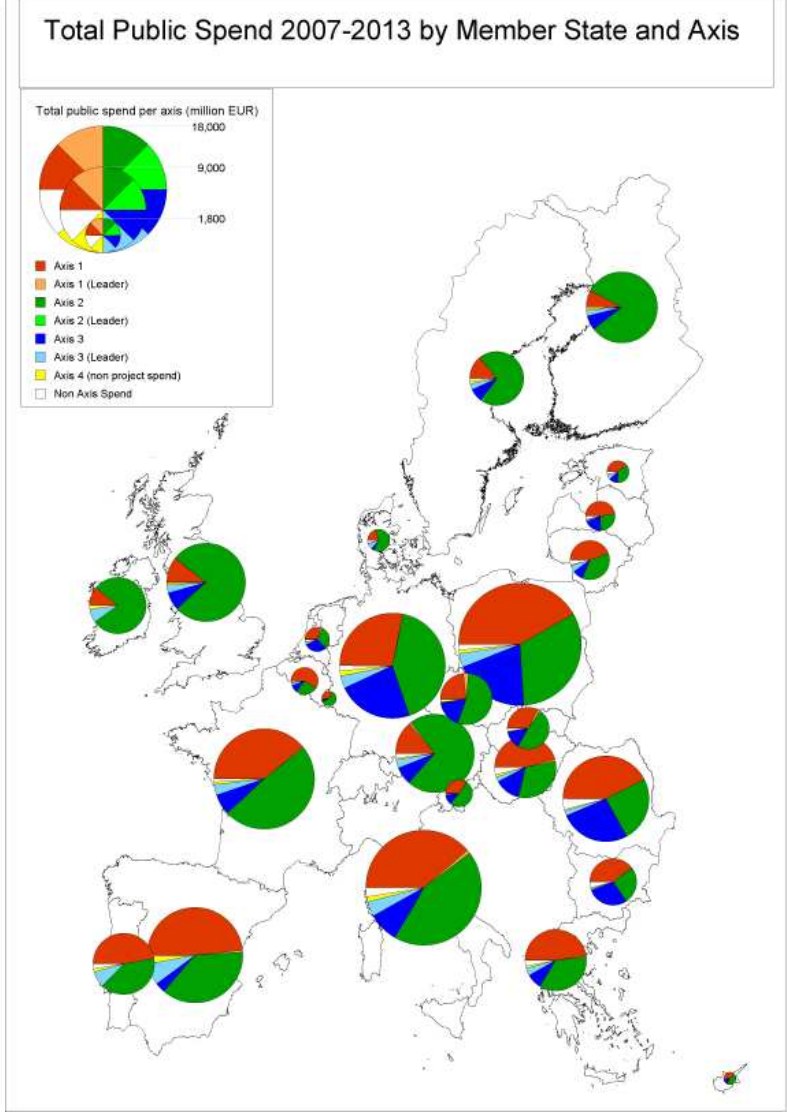 Total Public Spend 2007-2013 by Member State and Axis
Total public spend per axis (million EUR)
18,000
9,000
1,800
Axis 1
Axis 1 (Leader)
Axis 2
Axis 2 (Leader)
Axis 3
Axis 3 (Leader)
Axis 4 (non project spend)
Non Axis Spend